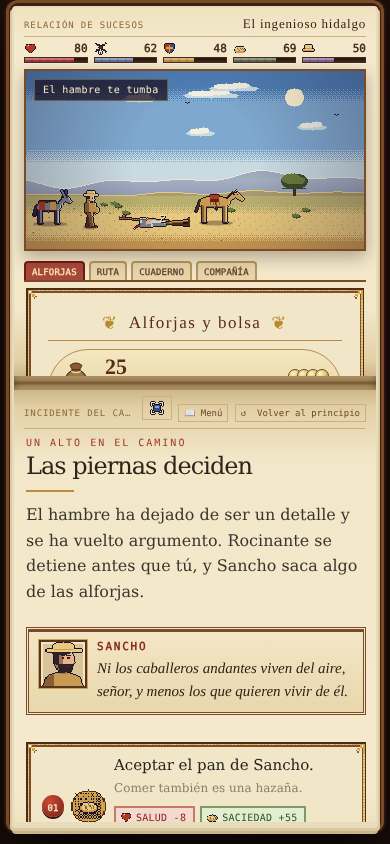 RELACIÓN DE SUCESOS
El ingenioso hidalgo
80 62 48 69 50
El hambre te tumba
ALFORJAS RUTA CUADERNO COMPAÑÍA
Alforjas y bolsa
25
INCIDENTE DEL CA… Menú ↺ Volver al principio
UN ALTO EN EL CAMINO
Las piernas deciden
El hambre ha dejado de ser un detalle y
se ha vuelto argumento. Rocinante se
detiene antes que tú, y Sancho saca algo
de las alforjas.
SANCHO
Ni los caballeros andantes viven del aire,
señor, y menos los que quieren vivir de él.
Aceptar el pan de Sancho.
Comer también es una hazaña.
01
SALUD -8 SACIEDAD +55